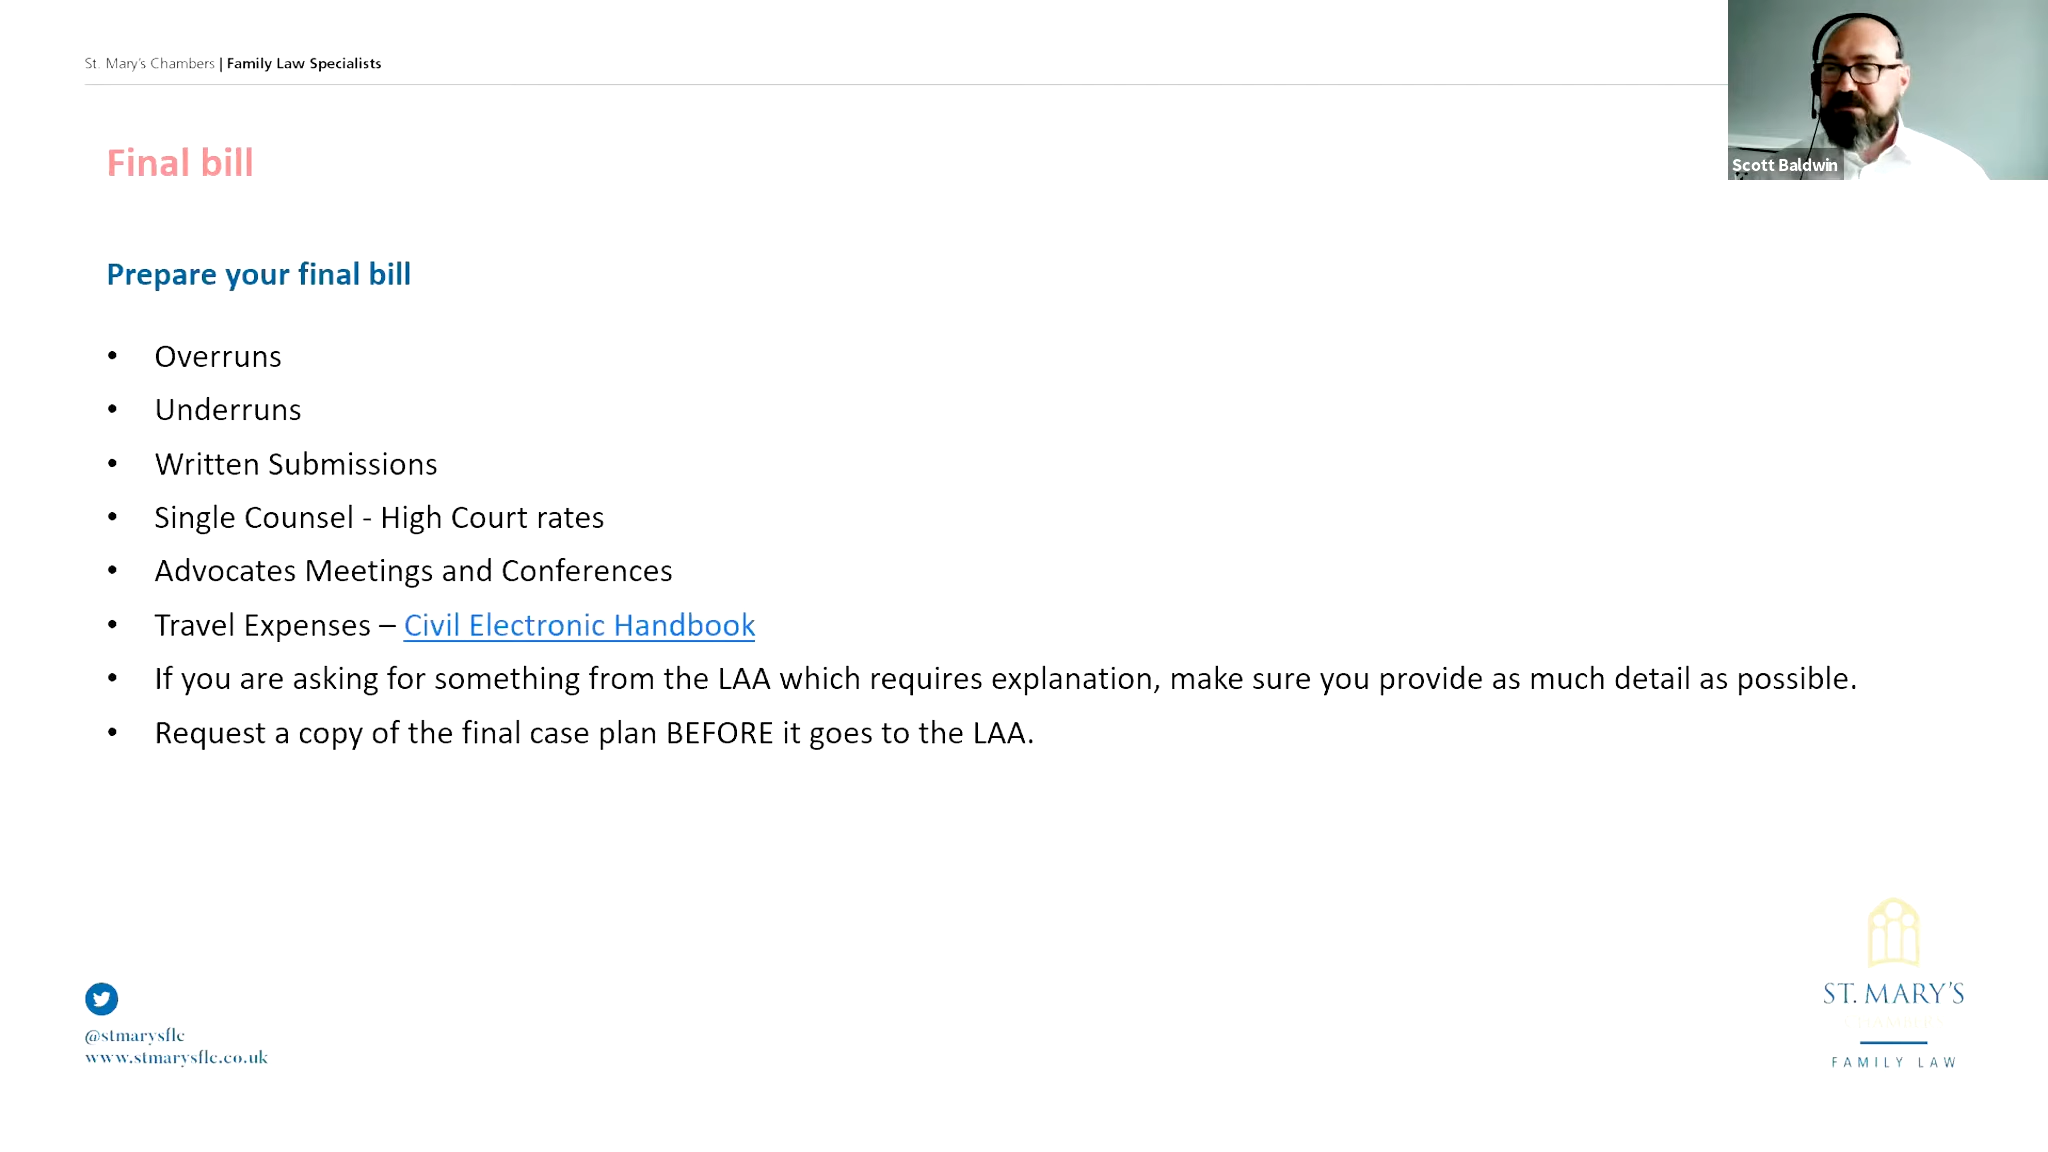 St. Mary's Chambers | Family Law Specialists
Scott Baldwin
Final bill
Prepare your final bill
• Overruns
• Underruns
• Written Submissions
• Single Counsel - High Court rates
• Advocates Meetings and Conferences
• Travel Expenses – Civil Electronic Handbook
• If you are asking for something from the LAA which requires explanation, make sure you provide as much detail as possible.
• Request a copy of the final case plan BEFORE it goes to the LAA.
@stmarysflc
www.stmarysflc.co.uk
ST. MARY'S
CHAMBERS
FAMILY LAW